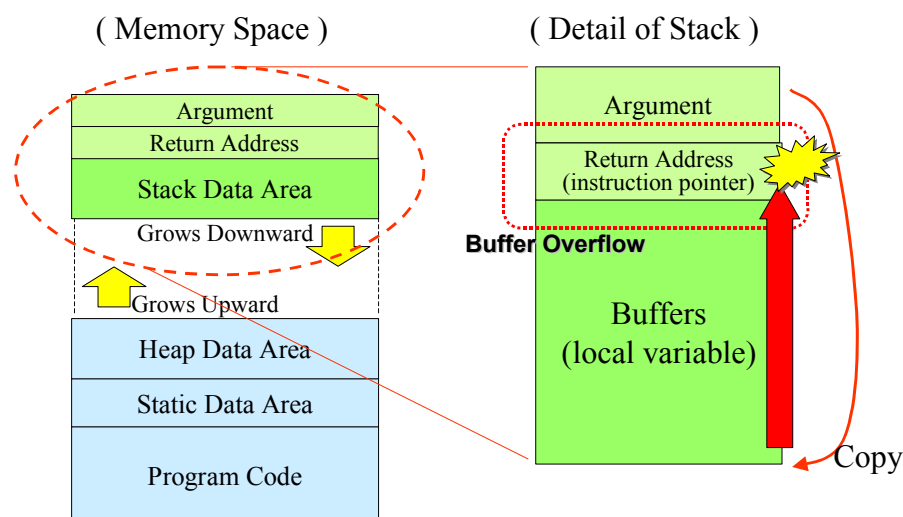 ( Memory Space )
Argument
Return Address
Stack Data Area
Grows Downward
Grows Upward
Heap Data Area
Static Data Area
Program Code
( Detail of Stack )
Argument
Return Address
(instruction pointer)
Buffer Overflow
Buffers
(local variable)
Copy